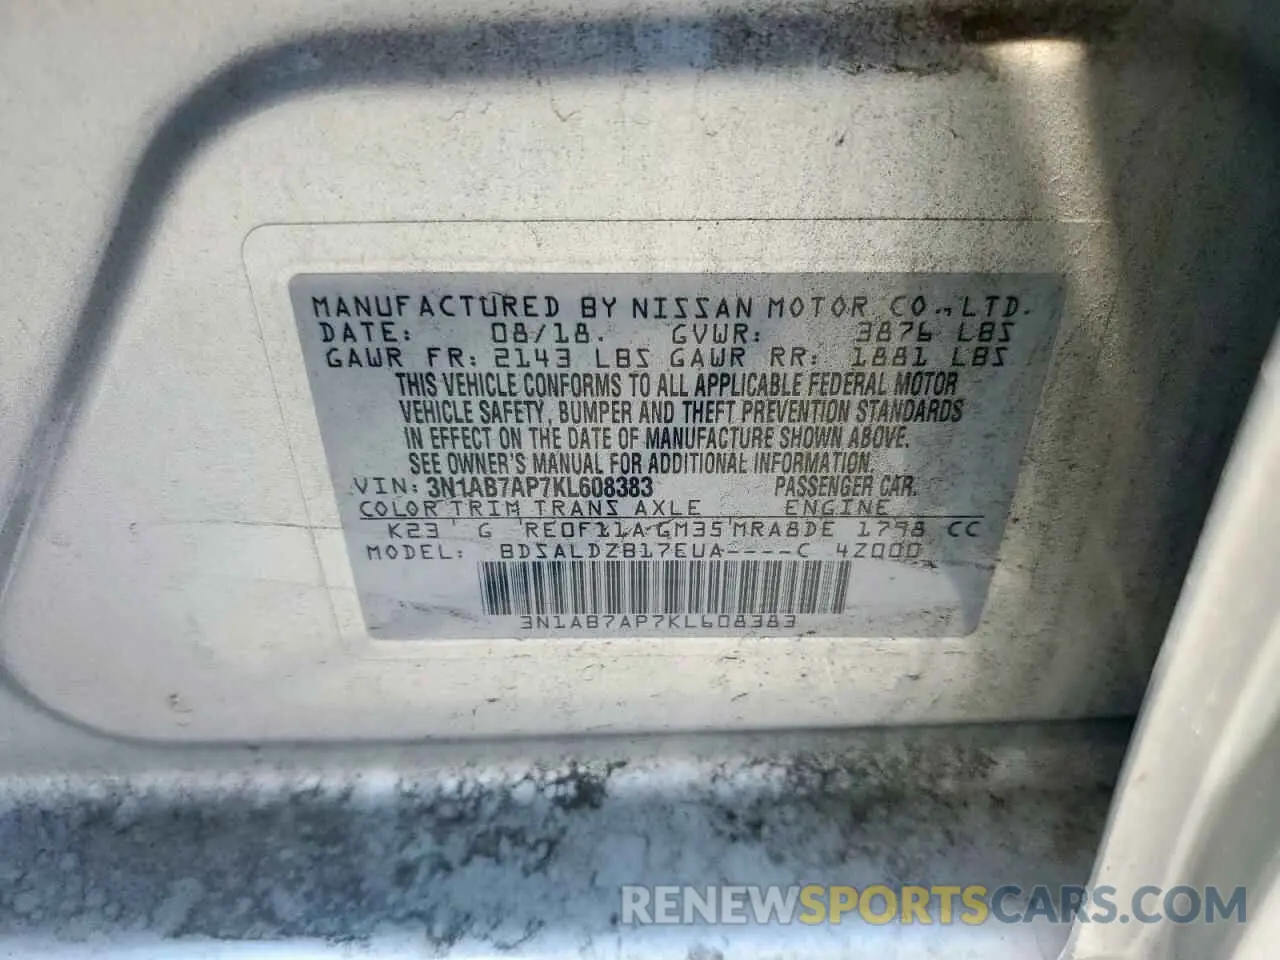 MANUFACTURED BY NISSAN MOTOR CO., LTD.
DATE: 08/18. GVWR: 3876 LBS
GAWR FR: 2143 LBS GAWR RR: 1881 LBS
THIS VEHICLE CONFORMS TO ALL APPLICABLE FEDERAL MOTOR
VEHICLE SAFETY, BUMPER AND THEFT PREVENTION STANDARDS
IN EFFECT ON THE DATE OF MANUFACTURE SHOWN ABOVE.
SEE OWNER'S MANUAL FOR ADDITIONAL INFORMATION.
VIN: 3N1AB7AP7KL608383 PASSENGER CAR.
COLOR TRIM TRANS AXLE ENGINE
K23 G RE0F11A GM35 MRA8DE 1798 CC
MODEL: BDSALDZB17EUA----C 4Z000
3N1AB7AP7KL608383
RENEWSPORTSCARS.COM